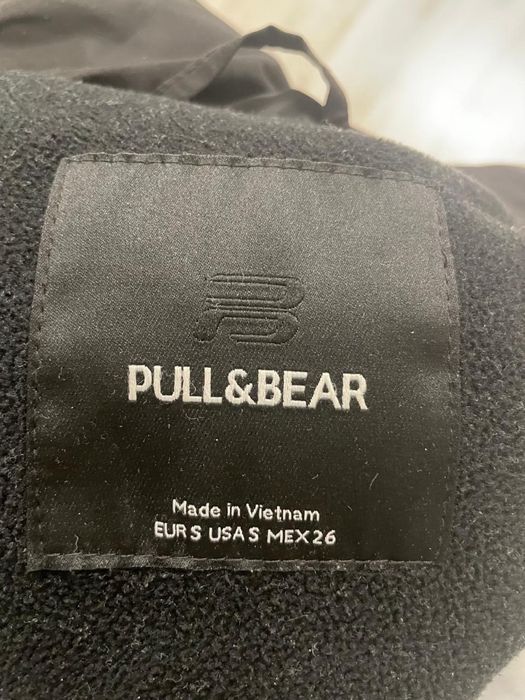 PULL&BEAR
Made in Vietnam
EUR S USA S MEX 26